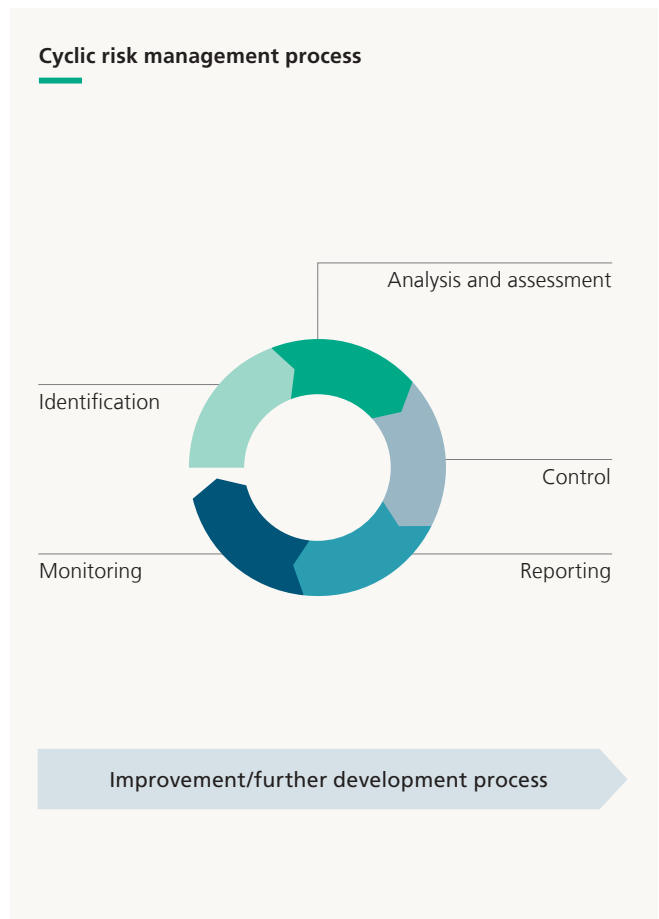 Cyclic risk management process
Analysis and assessment
Identification
Control
Monitoring
Reporting
Improvement/further development process